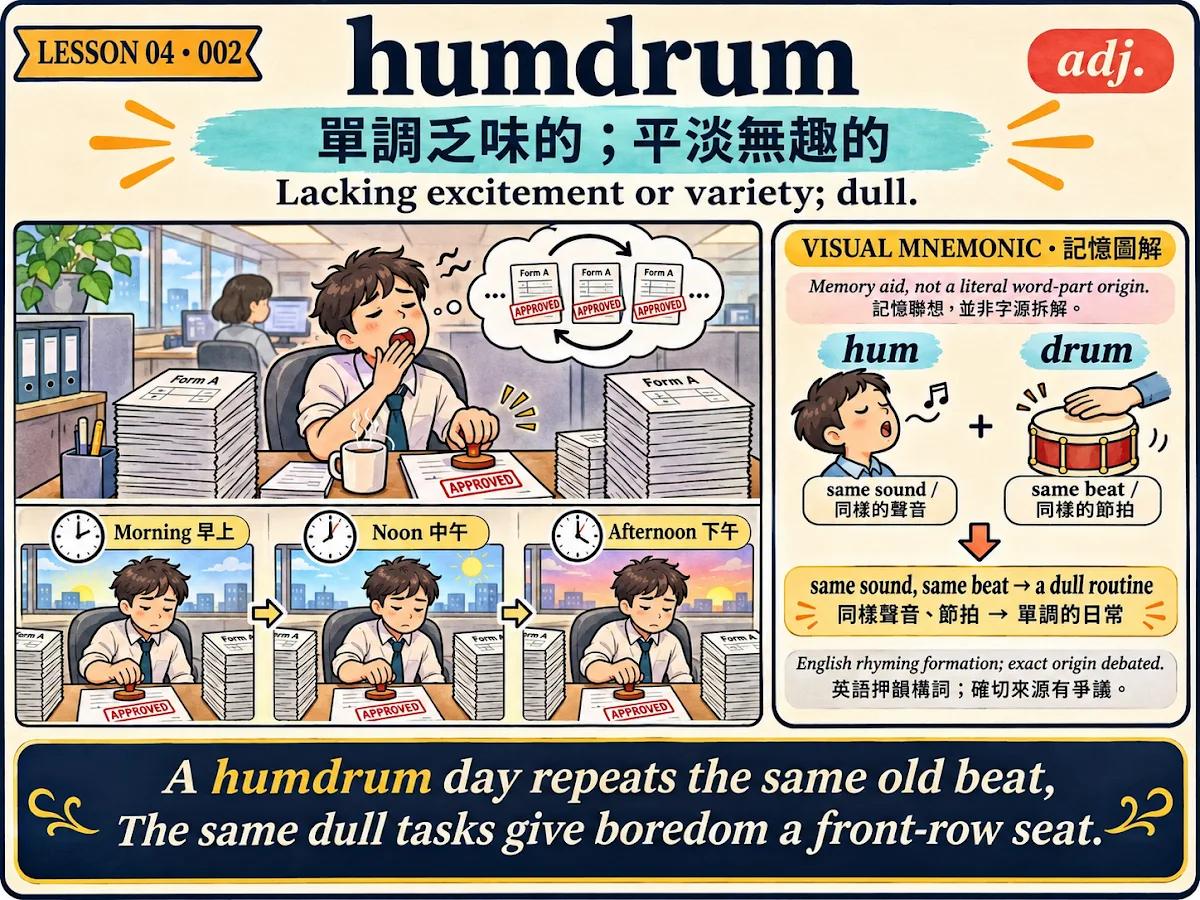 LESSON 04 • 002
humdrum
adj.
單調乏味的；平淡無趣的
Lacking excitement or variety; dull.
Form A
Form A
Form A
Form A
Form A
APPROVED
APPROVED
APPROVED
APPROVED
Morning 早上
Noon 中午
Afternoon 下午
Form A
Form A
Form A
Form A
Form A
Form A
APPROVED
APPROVED
APPROVED
VISUAL MNEMONIC • 記憶圖解
Memory aid, not a literal word-part origin.
記憶聯想，並非字源拆解。
hum
drum
+
same sound /
同樣的聲音
same beat /
同樣的節拍
same sound, same beat → a dull routine
同樣聲音、節拍 → 單調的日常
English rhyming formation; exact origin debated.
英語押韻構詞；確切來源有爭議。
A humdrum day repeats the same old beat,
The same dull tasks give boredom a front-row seat.